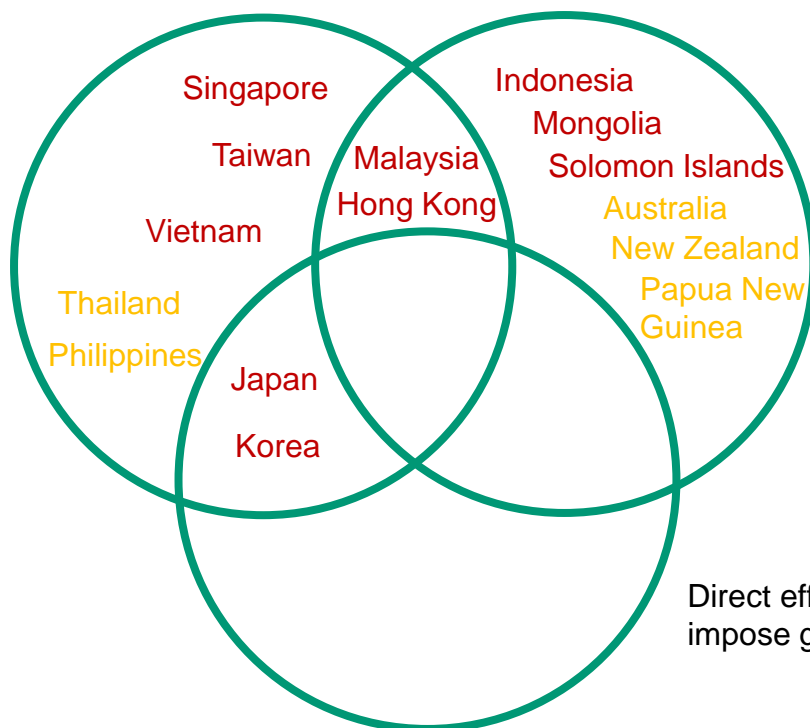 Singapore
Taiwan
Vietnam
Thailand
Philippines
Malaysia
Hong Kong
Indonesia
Mongolia
Solomon Islands
Australia
New Zealand
Papua New
Guinea
Japan
Korea
Direct eff
impose g